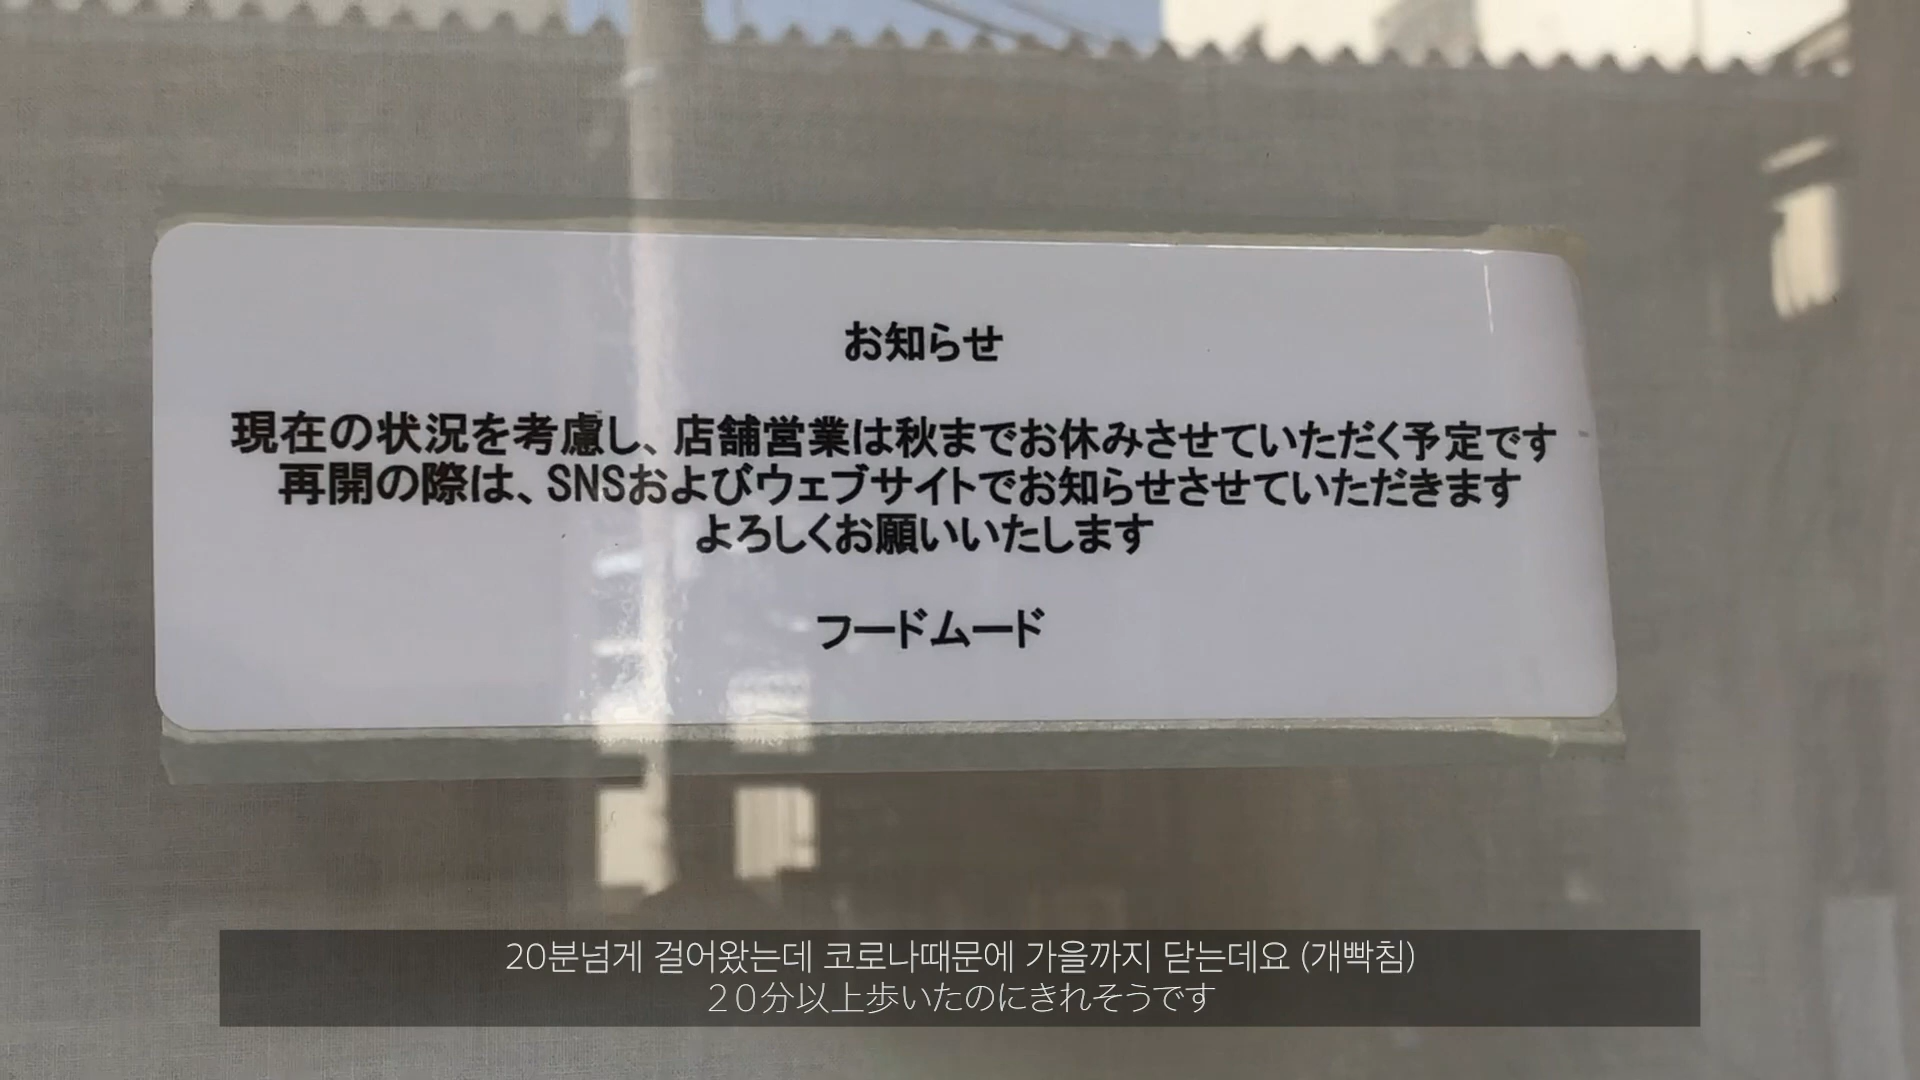 お知らせ
現在の状況を考慮し、店舗営業は秋までお休みさせていただく予定です
再開の際は、SNSおよびウェブサイトでお知らせさせていただきます
よろしくお願いいたします
フードムード
20분넘게 걸어왔는데 코로나때문에 가을까지 닫는데요 (개빡침)
２０分以上歩いたのにきれそうです